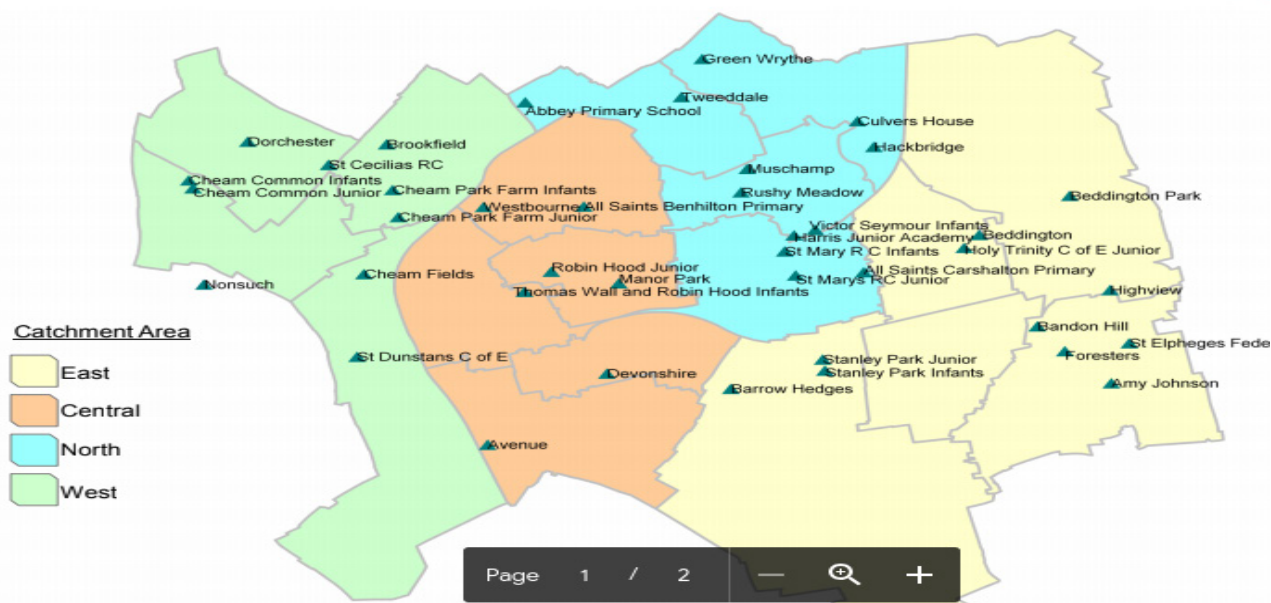 Green Wrythe
Tweeddale
Abbey Primary School
Culvers House
Dorchester
Brookfield
Hackbridge
St Cecilias RC
Muschamp
Cheam Common Infants
Cheam Common Junior
Cheam Park Farm Infants
Rushy Meadow
Beddington Park
Westbourne
All Saints Benhilton Primary
Cheam Park Farm Junior
Victor Seymour Infants
Harris Junior Academy
Beddington
St Mary R C Infants
Holy Trinity C of E Junior
Robin Hood Junior
All Saints Carshalton Primary
Cheam Fields
Manor Park
St Marys RC Junior
Nonsuch
Thomas Wall and Robin Hood Infants
Highview
Catchment Area
Bandon Hill
St Elpheges Fede
Foresters
St Dunstans C of E
Stanley Park Junior
East
Devonshire
Stanley Park Infants
Barrow Hedges
Amy Johnson
Central
Avenue
North
West
Page 1 / 2